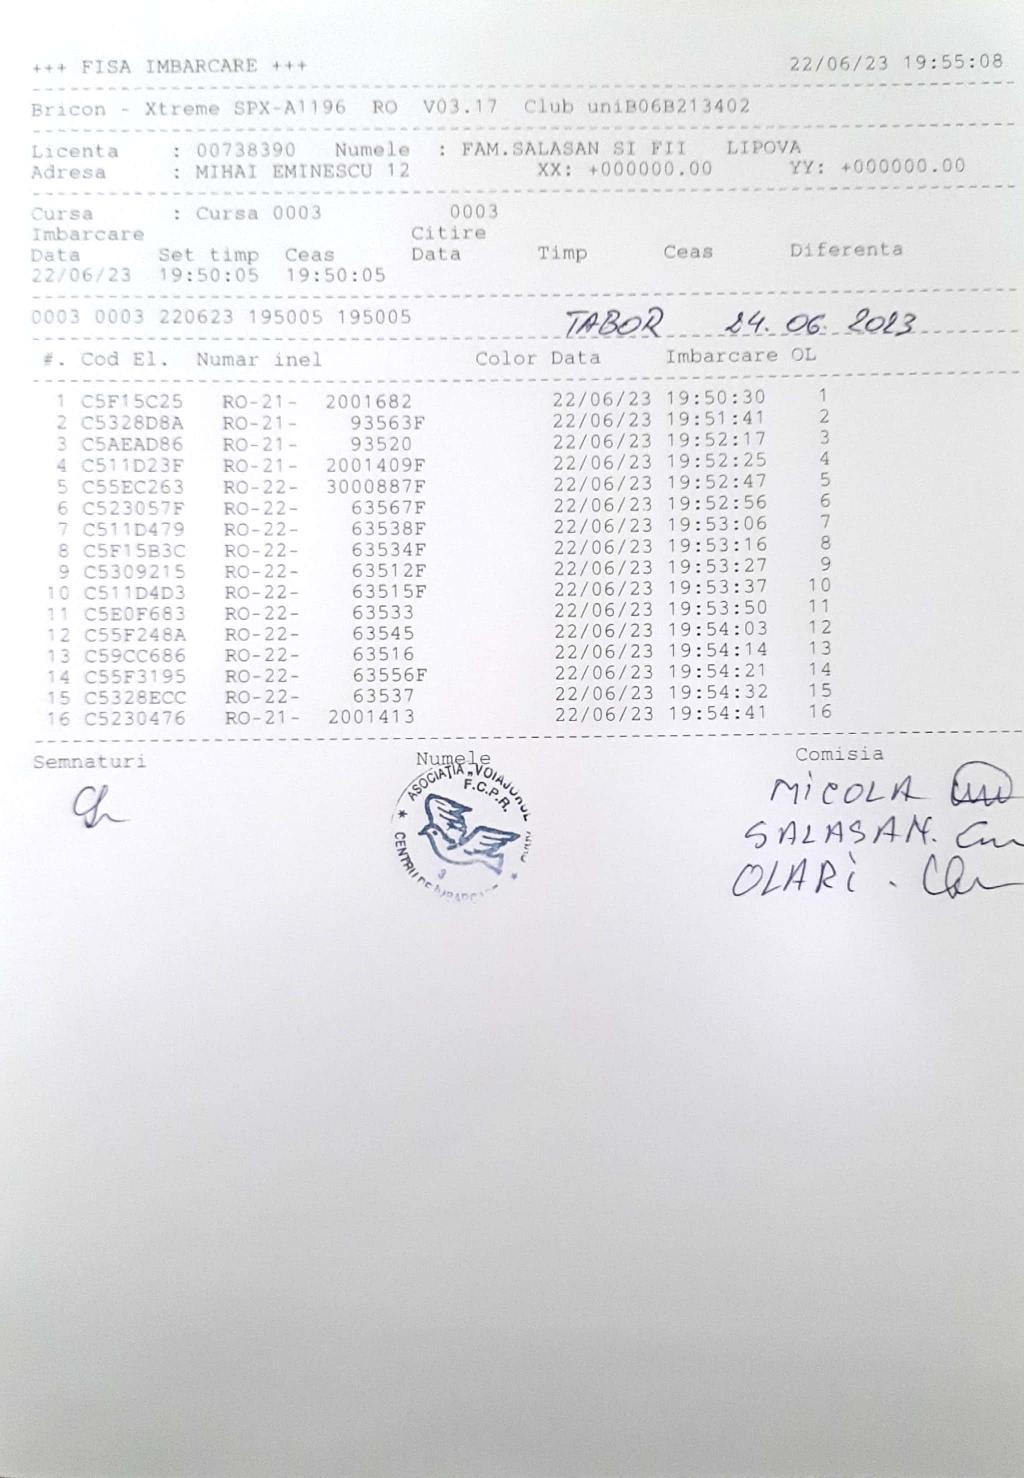 +++ FISA IMBARCARE +++ 22/06/23 19:55:08
Bricon - Xtreme SPX-A1196 RO V03.17 Club uniB06B213402
Licenta : 00738390 Numele : FAM.SALASAN SI FII LIPOVA
Adresa : MIHAI EMINESCU 12 XX: +000000.00 YY: +000000.00
Cursa : Cursa 0003 0003
Imbarcare Citire
Data Set timp Ceas Data Timp Ceas Diferenta
22/06/23 19:50:05 19:50:05
0003 0003 220623 195005 195005 TABOR 24.06.2023
#. Cod El. Numar inel Color Data Imbarcare OL
1 C5F15C25 RO-21- 2001682 22/06/23 19:50:30 1
2 C5328D8A RO-21- 93563F 22/06/23 19:51:41 2
3 C5AEAD86 RO-21- 93520 22/06/23 19:52:17 3
4 C511D23F RO-21- 2001409F 22/06/23 19:52:25 4
5 C55EC263 RO-22- 3000887F 22/06/23 19:52:47 5
6 C523057F RO-22- 63567F 22/06/23 19:52:56 6
7 C511D479 RO-22- 63538F 22/06/23 19:53:06 7
8 C5F15B3C RO-22- 63534F 22/06/23 19:53:16 8
9 C5309215 RO-22- 63512F 22/06/23 19:53:27 9
10 C511D4D3 RO-22- 63515F 22/06/23 19:53:37 10
11 C5E0F683 RO-22- 63533 22/06/23 19:53:50 11
12 C55F248A RO-22- 63545 22/06/23 19:54:03 12
13 C59CC686 RO-22- 63516 22/06/23 19:54:14 13
14 C55F3195 RO-22- 63556F 22/06/23 19:54:21 14
15 C5328ECC RO-22- 63537 22/06/23 19:54:32 15
16 C5230476 RO-21- 2001413 22/06/23 19:54:41 16
Semnaturi Numele Comisia
ASOCIAȚIA „VOIAJORUL
F.C.P.R.
CENTRU DE IMBARCARE
3
MICOLA
SALASAN.
OLARI.